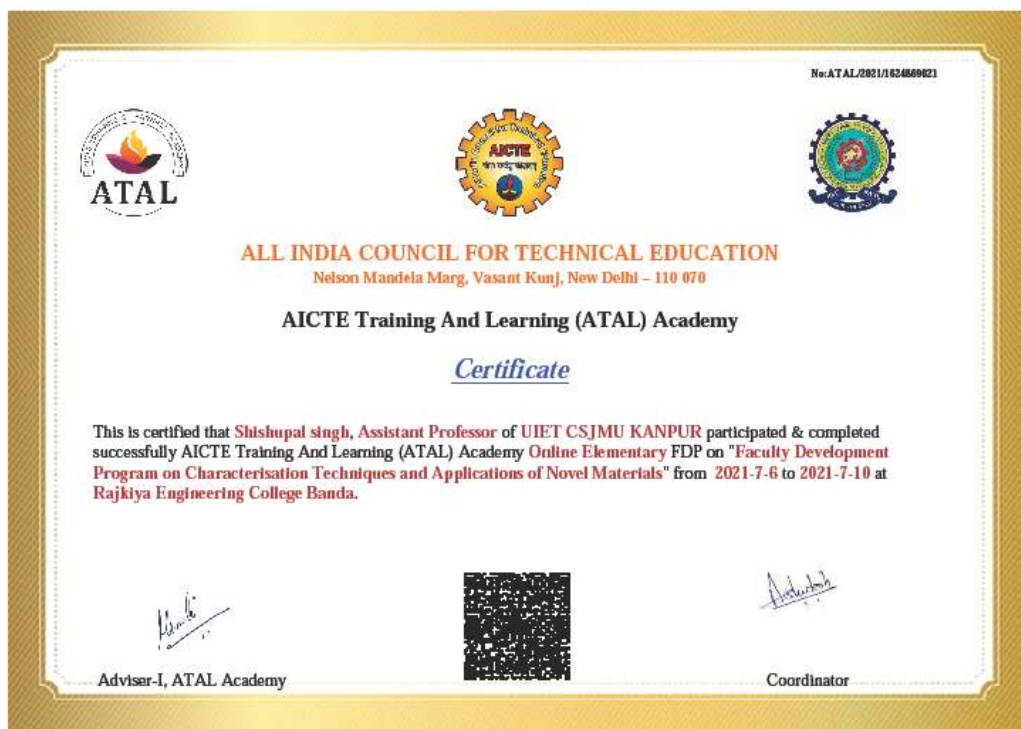 No:ATAL/2021/1624869621
ATAL
AICTE
ALL INDIA COUNCIL FOR TECHNICAL EDUCATION
Nelson Mandela Marg, Vasant Kunj, New Delhi – 110 070
AICTE Training And Learning (ATAL) Academy
Certificate
This is certified that Shishupal singh, Assistant Professor of UIET CSJMU KANPUR participated & completed
successfully AICTE Training And Learning (ATAL) Academy Online Elementary FDP on "Faculty Development
Program on Characterisation Techniques and Applications of Novel Materials" from 2021-7-6 to 2021-7-10 at
Rajkiya Engineering College Banda.
Adviser-I, ATAL Academy
Coordinator